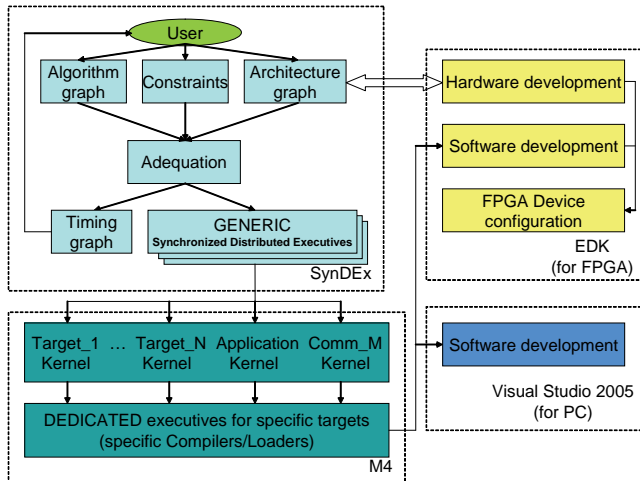 User
Algorithm
graph
Constraints
Architecture
graph
Adequation
Timing
graph
GENERIC
Synchronized Distributed Executives
SynDEx
Target_1 … Target_N Application Comm_M
Kernel Kernel Kernel Kernel
DEDICATED executives for specific targets
(specific Compilers/Loaders)
M4
Hardware development
Software development
FPGA Device
configuration
EDK
(for FPGA)
Software development
Visual Studio 2005
(for PC)